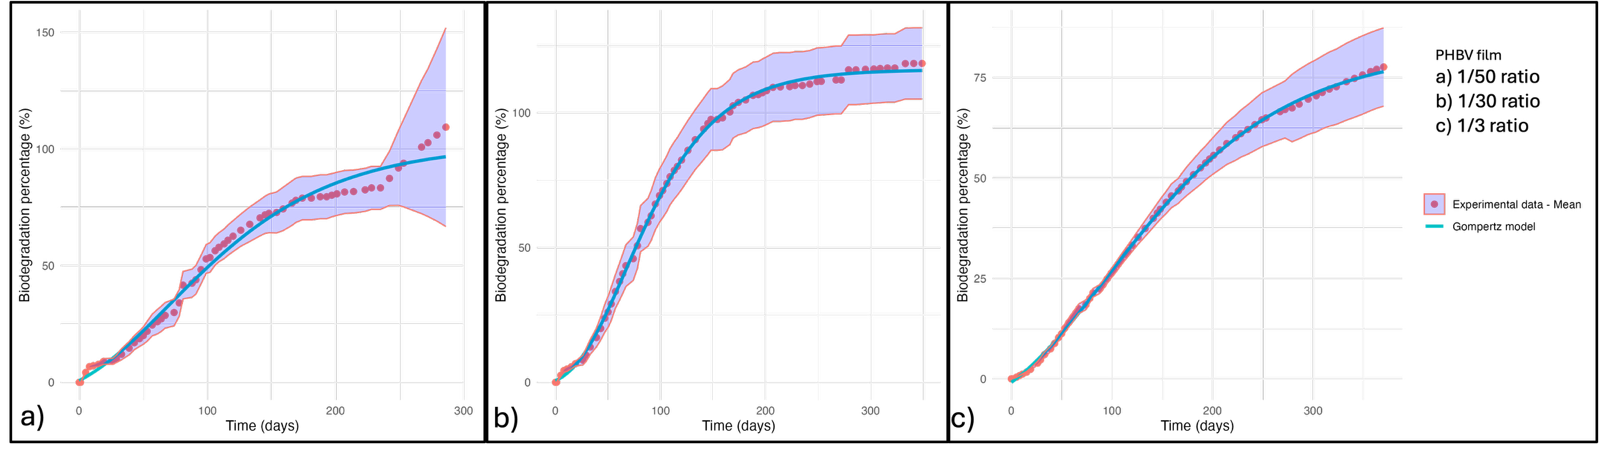 150
100
50
0
Biodegradation percentage (%)
0 100 200 300
Time (days)
a)
100
50
0
Biodegradation percentage (%)
0 100 200 300
Time (days)
b)
75
50
25
0
Biodegradation percentage (%)
0 100 200 300
Time (days)
c)
PHBV film
a) 1/50 ratio
b) 1/30 ratio
c) 1/3 ratio
Experimental data - Mean
Gompertz model